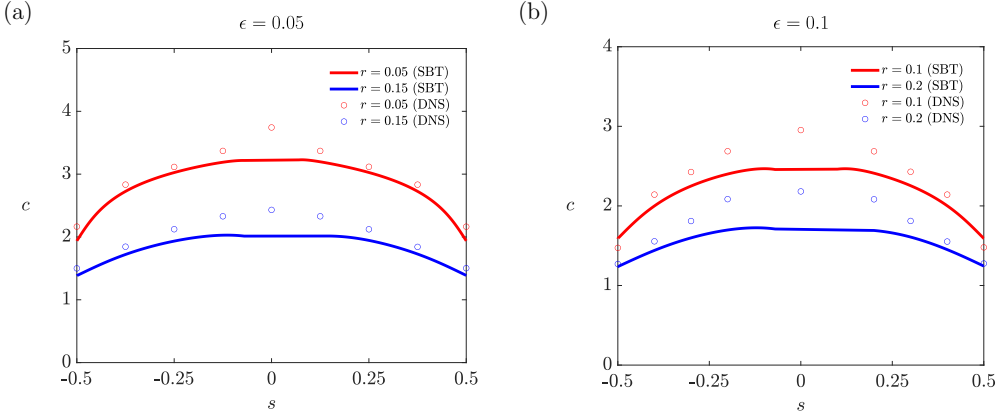 (a)
ϵ = 0.05
5
4
3
2
1
0
c
r = 0.05 (SBT)
r = 0.15 (SBT)
r = 0.05 (DNS)
r = 0.15 (DNS)
-0.5
-0.25
0
0.25
0.5
s
(b)
ϵ = 0.1
4
3
2
1
0
c
r = 0.1 (SBT)
r = 0.2 (SBT)
r = 0.1 (DNS)
r = 0.2 (DNS)
-0.5
-0.25
0
0.25
0.5
s